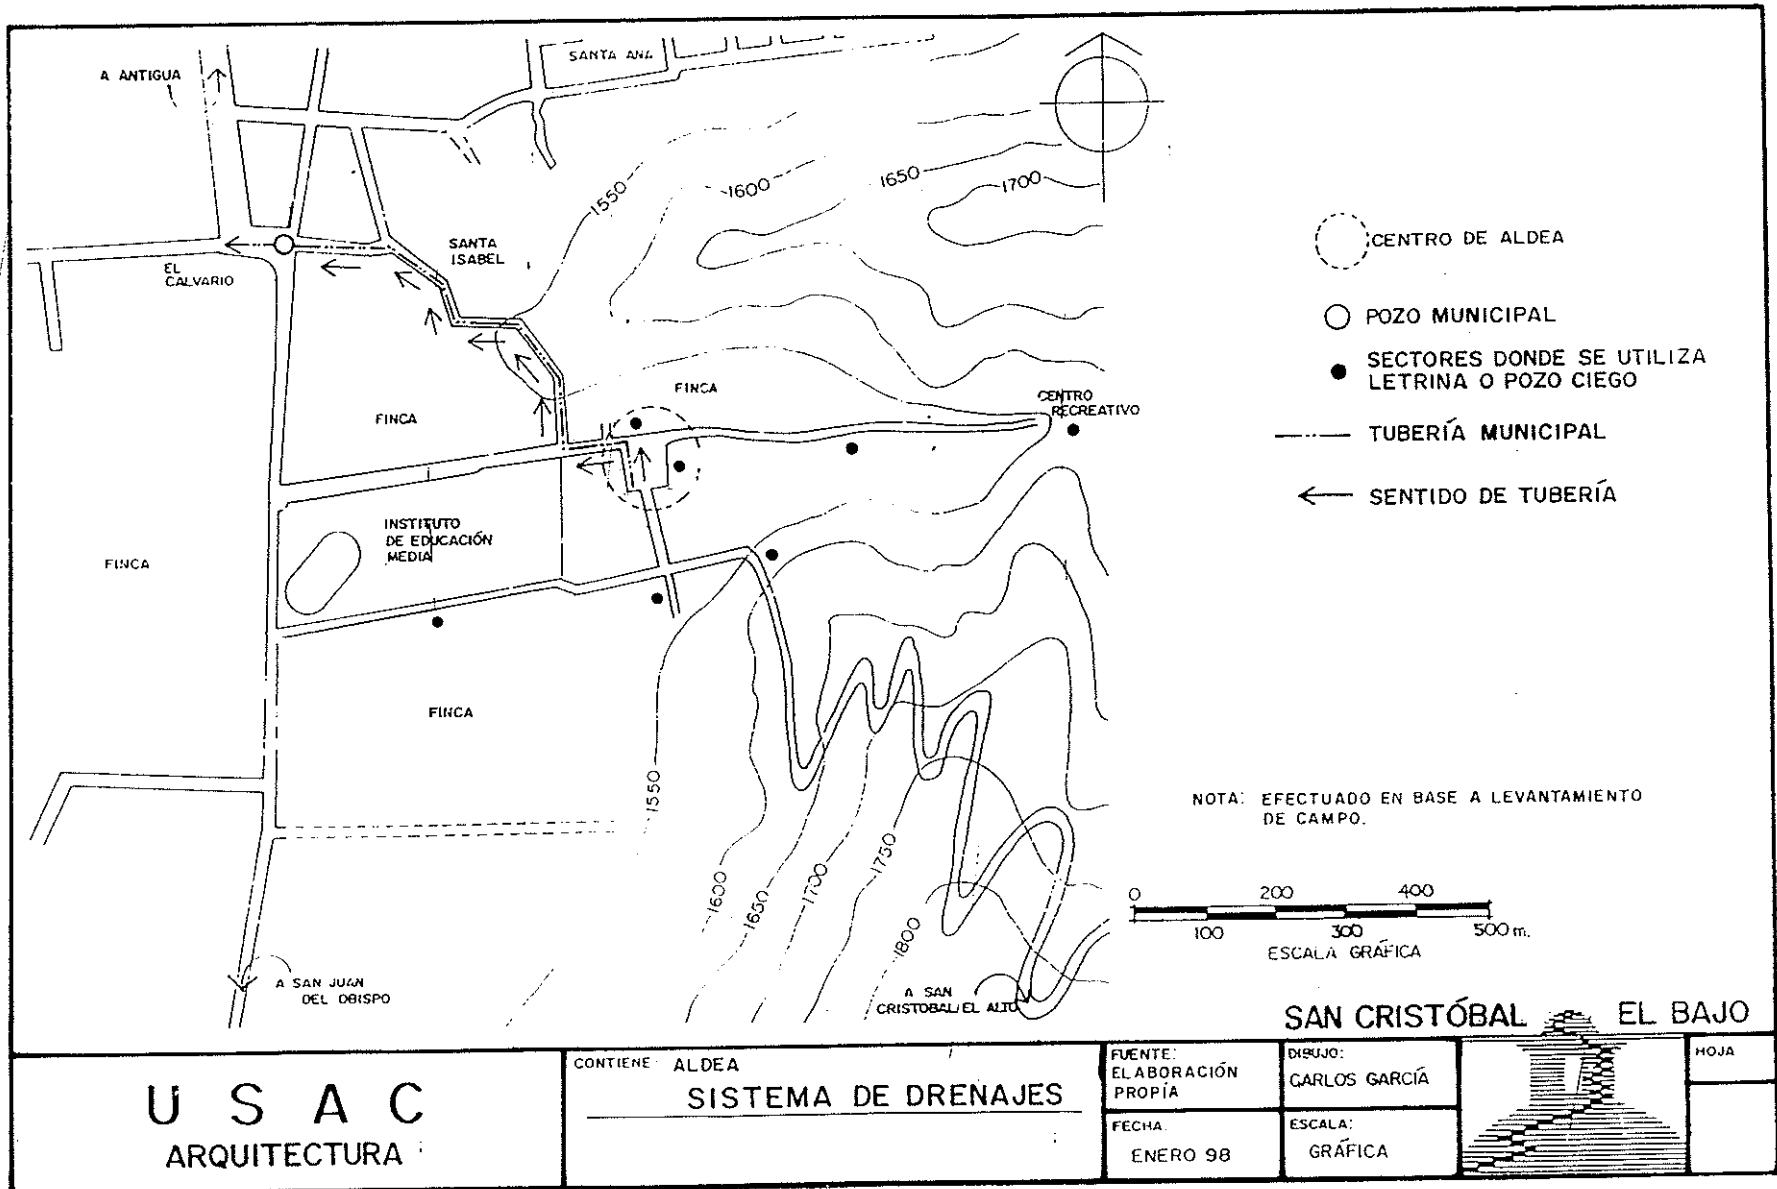 A ANTIGUA
SANTA ANA
1550
1600
1650
1700
SANTA
ISABEL
EL
CALVARIO
FINCA
FINCA
CENTRO
RECREATIVO
INSTITUTO
DE EDUCACIÓN
MEDIA
FINCA
FINCA
1550
1600
1650
1700
1750
1800
A SAN JUAN
DEL OBISPO
A SAN
CRISTOBAL EL ALTO
CENTRO DE ALDEA
POZO MUNICIPAL
SECTORES DONDE SE UTILIZA
LETRINA O POZO CIEGO
TUBERÍA MUNICIPAL
SENTIDO DE TUBERÍA
NOTA: EFECTUADO EN BASE A LEVANTAMIENTO
DE CAMPO.
0 200 400
100 300 500 m.
ESCALA GRÁFICA
SAN CRISTÓBAL EL BAJO
U S A C
ARQUITECTURA
CONTIENE: ALDEA
SISTEMA DE DRENAJES
FUENTE:
ELABORACIÓN
PROPÍA
FECHA:
ENERO 98
DIBUJO:
CARLOS GARCÍA
ESCALA:
GRÁFICA
HOJA